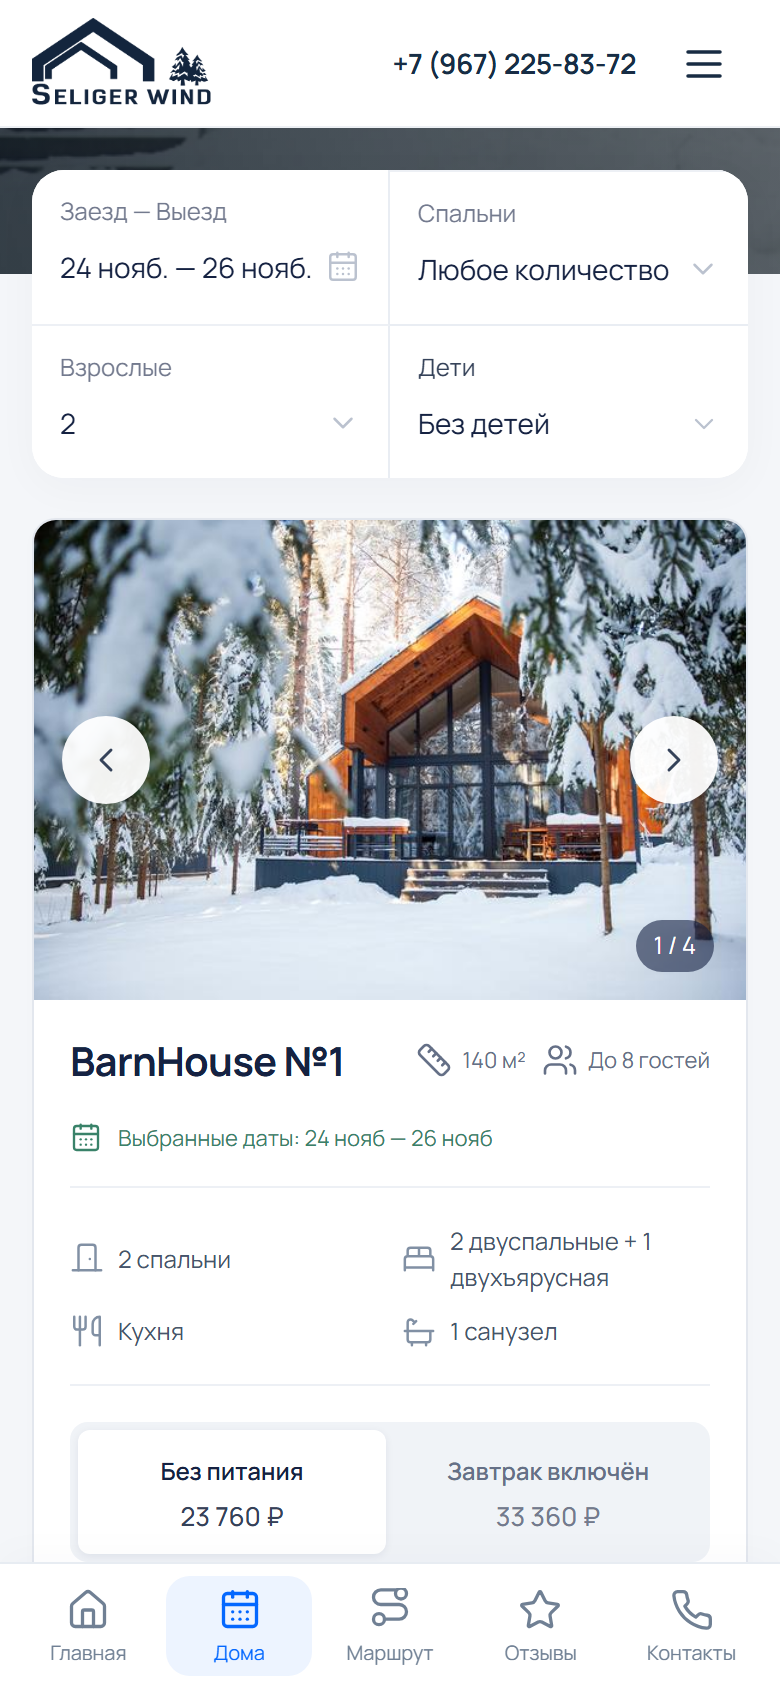 SELIGER WIND
+7 (967) 225-83-72
Заезд — Выезд
24 нояб. — 26 нояб.
Спальни
Любое количество
Взрослые
2
Дети
Без детей
1 / 4
BarnHouse №1
140 м²
До 8 гостей
Выбранные даты: 24 нояб — 26 нояб
2 спальни
2 двуспальные + 1
двухъярусная
Кухня
1 санузел
Без питания
23 760 ₽
Завтрак включён
33 360 ₽
Главная
Дома
Маршрут
Отзывы
Контакты